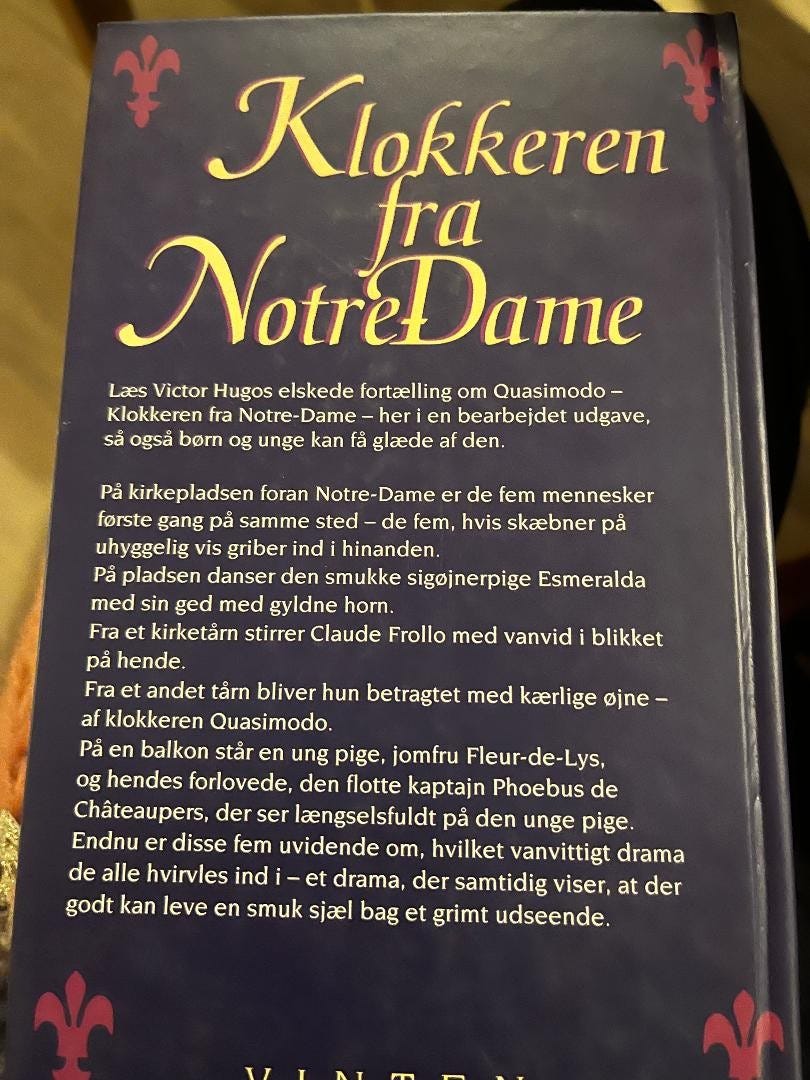 Klokkeren
fra
Notre Dame
Læs Victor Hugos elskede fortælling om Quasimodo –
Klokkeren fra Notre-Dame – her i en bearbejdet udgave,
så også børn og unge kan få glæde af den.
På kirkepladsen foran Notre-Dame er de fem mennesker
første gang på samme sted – de fem, hvis skæbner på
uhyggelig vis griber ind i hinanden.
På pladsen danser den smukke sigøjnerpige Esmeralda
med sin ged med gyldne horn.
Fra et kirketårn stirrer Claude Frollo med vanvid i blikket
på hende.
Fra et andet tårn bliver hun betragtet med kærlige øjne –
af klokkeren Quasimodo.
På en balkon står en ung pige, jomfru Fleur-de-Lys,
og hendes forlovede, den flotte kaptajn Phoebus de
Châteaupers, der ser længselsfuldt på den unge pige.
Endnu er disse fem uvidende om, hvilket vanvittigt drama
de alle hvirvles ind i – et drama, der samtidig viser, at der
godt kan leve en smuk sjæl bag et grimt udseende.
VINTEN